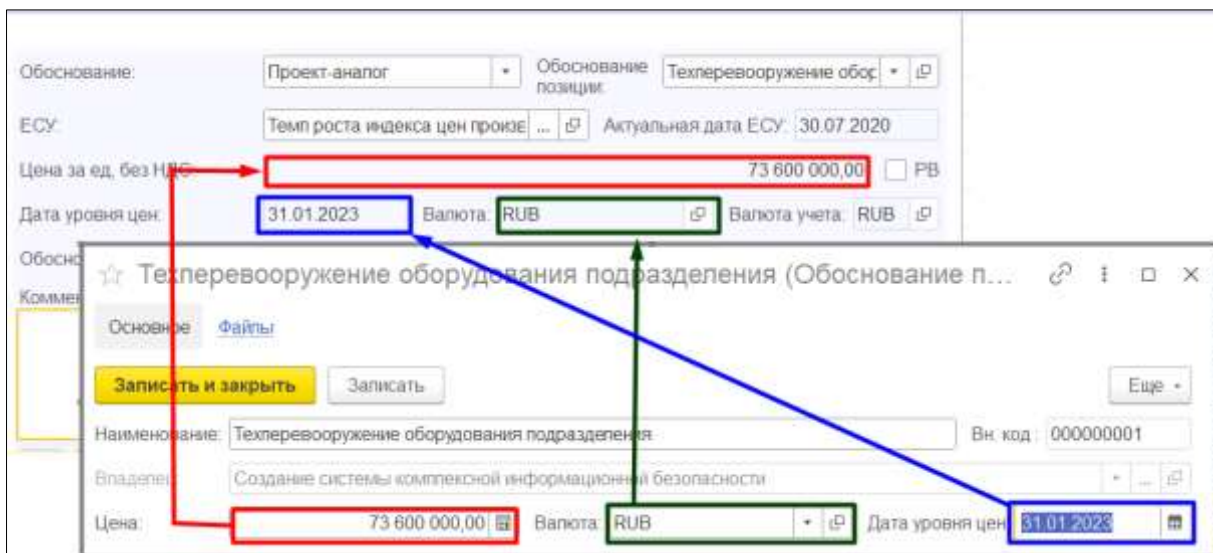 Обоснование: Проект-аналог Обоснование позиции: Техперевооружение обор
ЕСУ: Темп роста индекса цен произв ... Актуальная дата ЕСУ: 30.07.2020
Цена за ед, без НДС: 73 600 000,00 РВ
Дата уровня цен: 31.01.2023 Валюта: RUB Валюта учета: RUB
Обосно
Коммен
Техперевооружение оборудования подразделения (Обоснование п...
Основное Файлы
Записать и закрыть Записать Еще
Наименование: Техперевооружение оборудования подразделения Вн. код: 000000001
Владелец: Создание системы комплексной информационной безопасности ...
Цена: 73 600 000,00 Валюта: RUB Дата уровня цен: 31.01.2023